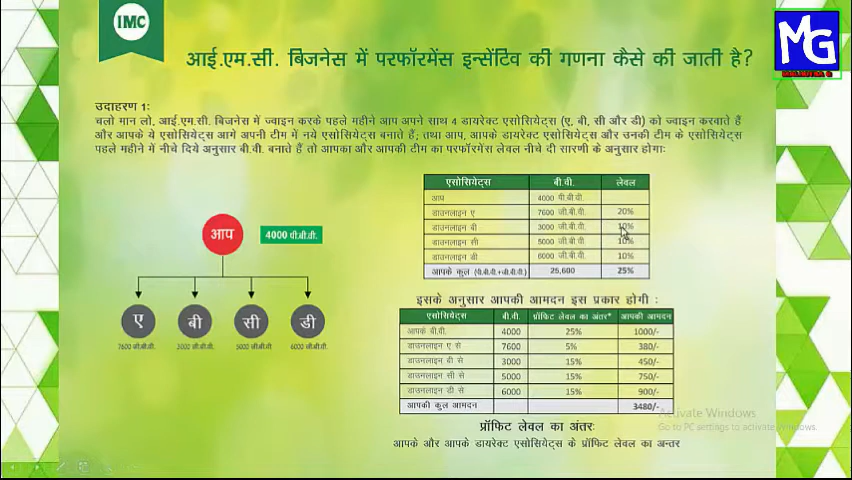 IMC
MG
आई.एम.सी. बिजनेस में परफॉरमेंस इन्सेंटिव की गणना कैसे की जाती है?
उदाहरण 1:
चलो मान लो, आई.एम.सी. बिजनेस में ज्वाइन करके पहले महीने आप अपने साथ 4 डायरेक्ट एसोसियेट्स (ए, बी, सी और डी) को ज्वाइन करवाते हैं
और आपके ये एसोसियेट्स आगे अपनी टीम में नये एसोसियेट्स बनाते हैं; तथा आप, आपके डायरेक्ट एसोसियेट्स और उनकी टीम के एसोसियेट्स
पहले महीने में नीचे दिये अनुसार बी.वी. बनाते हैं तो आपका और आपकी टीम का परफॉरमेंस लेवल नीचे दी सारणी के अनुसार होगाः
आप
4000 पी.बी.वी.
ए बी सी डी
7600 जी.बी.वी. 3000 जी.बी.वी. 5000 जी.बी.वी. 6000 जी.बी.वी.
एसोसियेट्स बी.वी. लेवल
आप 4000 पी.बी.वी.
डाउनलाइन ए 7600 जी.बी.वी. 20%
डाउनलाइन बी 3000 जी.बी.वी. 10%
डाउनलाइन सी 5000 जी.बी.वी. 10%
डाउनलाइन डी 6000 जी.बी.वी. 10%
आपके कुल (पी.बी.वी.+जी.बी.वी.) 25,600 25%
इसके अनुसार आपकी आमदन इस प्रकार होगी :
एसोसियेट्स बी.वी. प्रॉफिट लेवल का अंतर* आपकी आमदन
आपके बी.वी. 4000 25% 1000/-
डाउनलाइन ए से 7600 5% 380/-
डाउनलाइन बी से 3000 15% 450/-
डाउनलाइन सी से 5000 15% 750/-
डाउनलाइन डी से 6000 15% 900/-
आपकी कुल आमदन 3480/-
प्रॉफिट लेवल का अंतरः
आपके और आपके डायरेक्ट एसोसियेट्स के प्रॉफिट लेवल का अन्तर
Activate Windows
Go to PC settings to activate Windows.